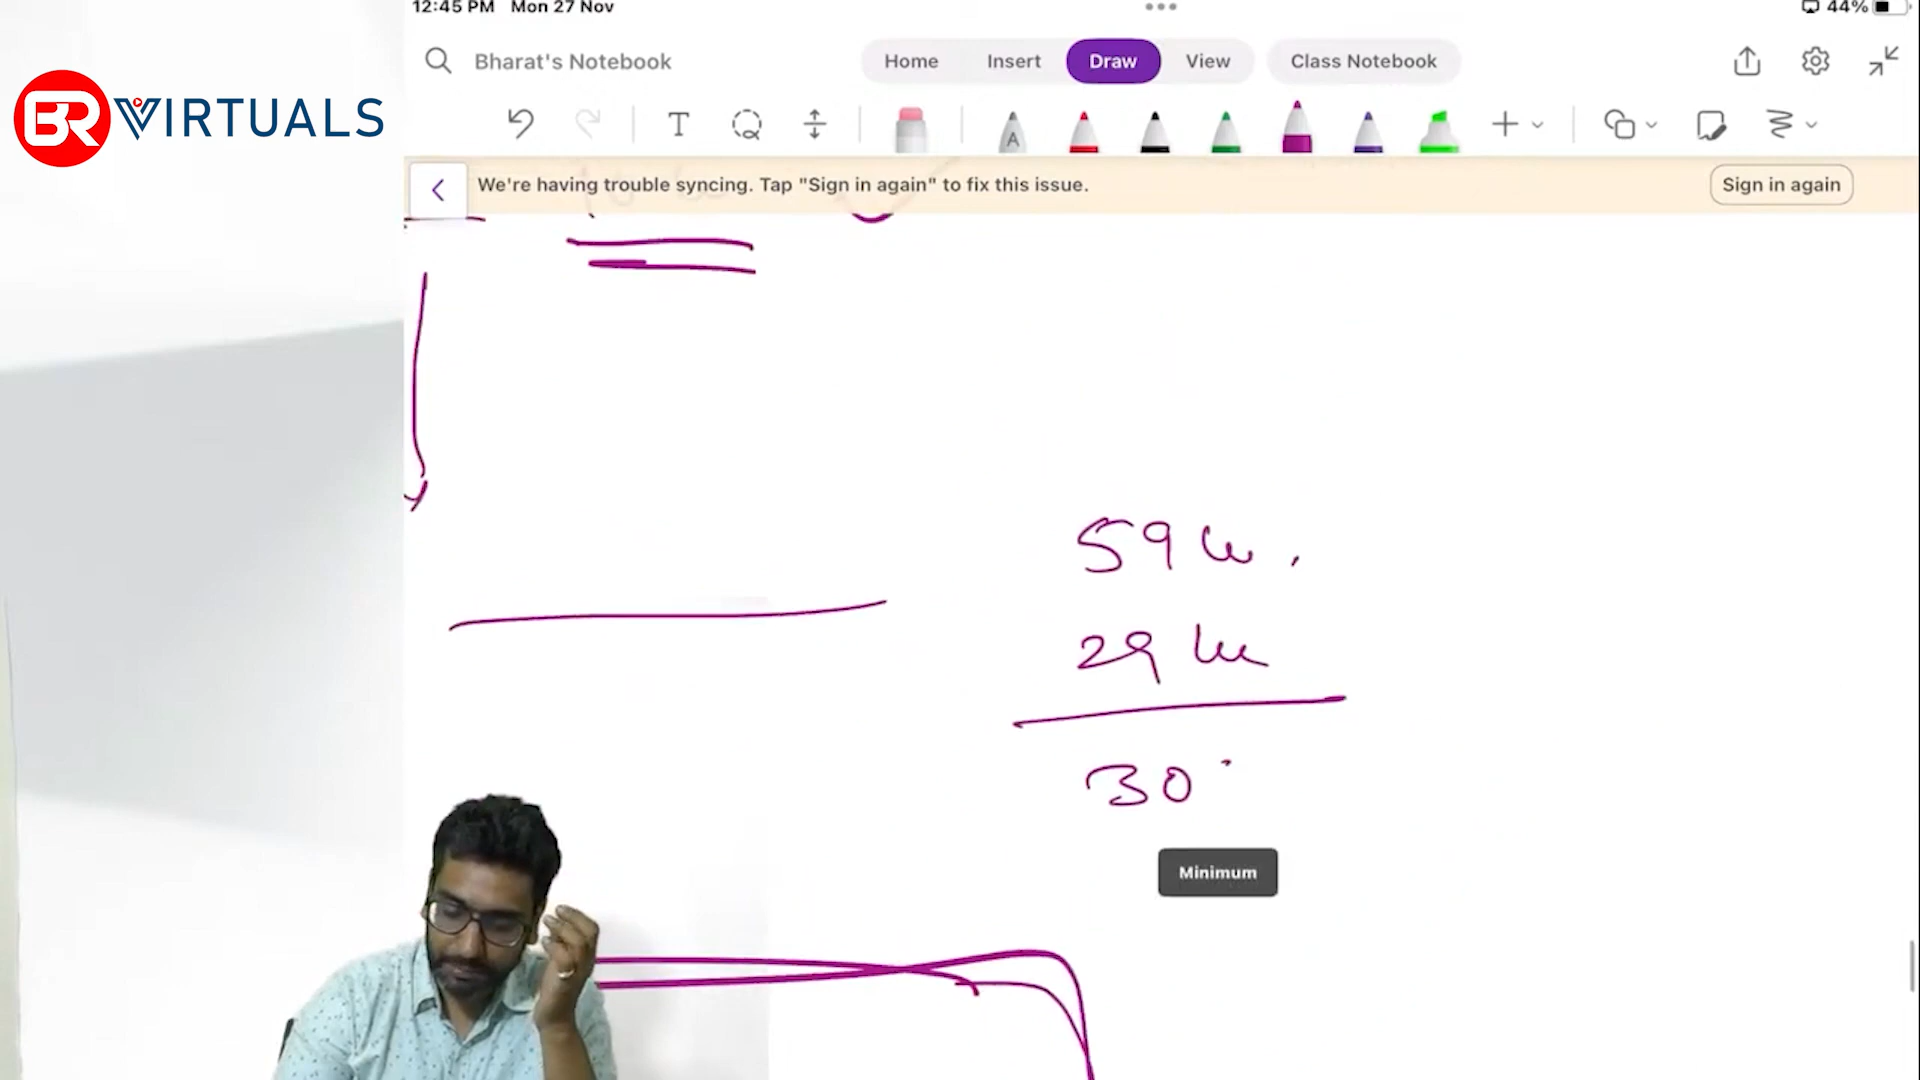 12:45 PM Mon 27 Nov
44%
BR VIRTUALS
Bharat's Notebook
Home Insert Draw View Class Notebook
T
A
We're having trouble syncing. Tap "Sign in again" to fix this issue.
Sign in again
59
29
30
Minimum